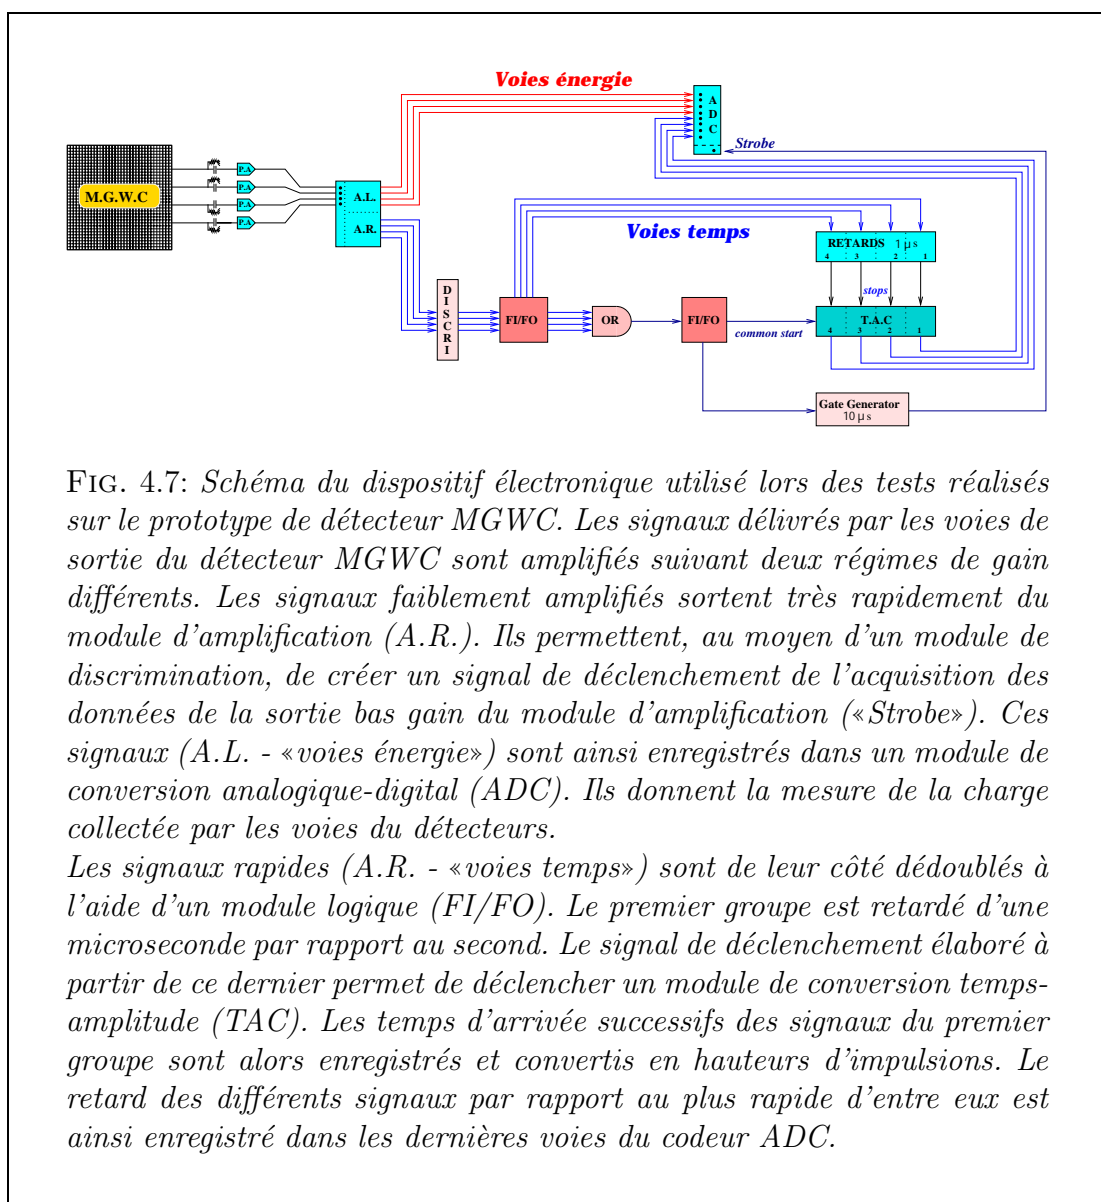 Voies énergie
A
D
C
Strobe
M.G.W.C
P.A
P.A
P.A
P.A
A.L.
A.R.
Voies temps
RETARDS 1 µs
4 3 2 1
stops
D
I
S
C
R
I
FI/FO
OR
FI/FO
common start
T.A.C
4 3 2 1
Gate Generator
10 µs
FIG. 4.7: Schéma du dispositif électronique utilisé lors des tests réalisés
sur le prototype de détecteur MGWC. Les signaux délivrés par les voies de
sortie du détecteur MGWC sont amplifiés suivant deux régimes de gain
différents. Les signaux faiblement amplifiés sortent très rapidement du
module d'amplification (A.R.). Ils permettent, au moyen d'un module de
discrimination, de créer un signal de déclenchement de l'acquisition des
données de la sortie bas gain du module d'amplification («Strobe»). Ces
signaux (A.L. - «voies énergie») sont ainsi enregistrés dans un module de
conversion analogique-digital (ADC). Ils donnent la mesure de la charge
collectée par les voies du détecteurs.
Les signaux rapides (A.R. - «voies temps») sont de leur côté dédoublés à
l'aide d'un module logique (FI/FO). Le premier groupe est retardé d'une
microseconde par rapport au second. Le signal de déclenchement élaboré à
partir de ce dernier permet de déclencher un module de conversion temps-
amplitude (TAC). Les temps d'arrivée successifs des signaux du premier
groupe sont alors enregistrés et convertis en hauteurs d'impulsions. Le
retard des différents signaux par rapport au plus rapide d'entre eux est
ainsi enregistré dans les dernières voies du codeur ADC.